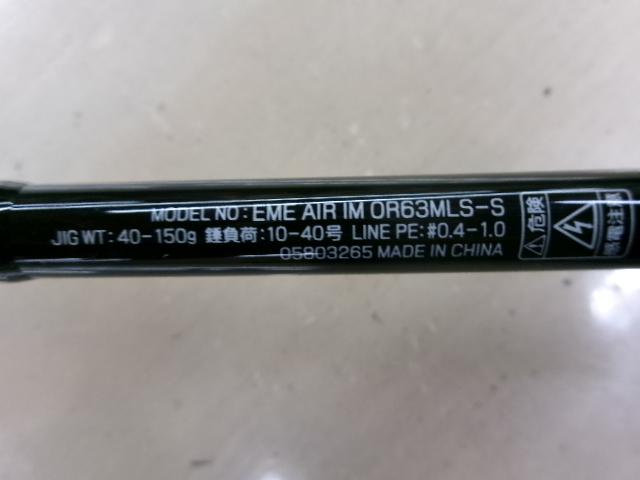 MODEL NO: EME AIR IM OR63MLS-S
JIG WT: 40-150g 錘負荷:10-40号 LINE PE:#0.4-1.0
05803265 MADE IN CHINA
危険
感電注意